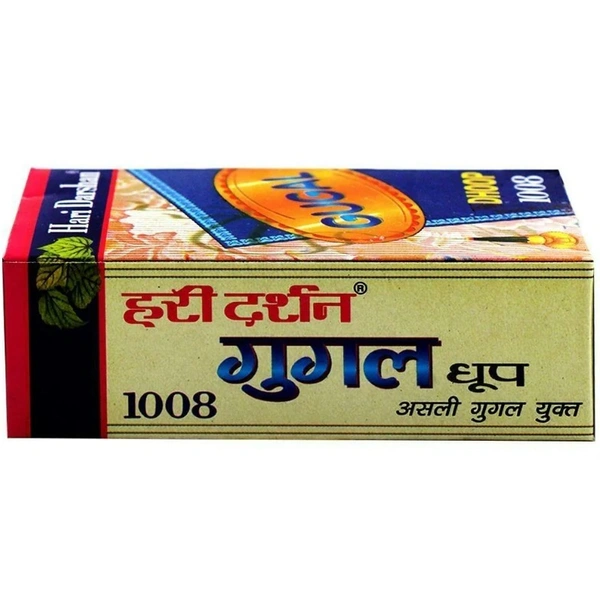 Hari Darshan
GUGAL
DHOOP
1008
हरी दर्शन®
गुगल धूप
1008
असली गुगल युक्त